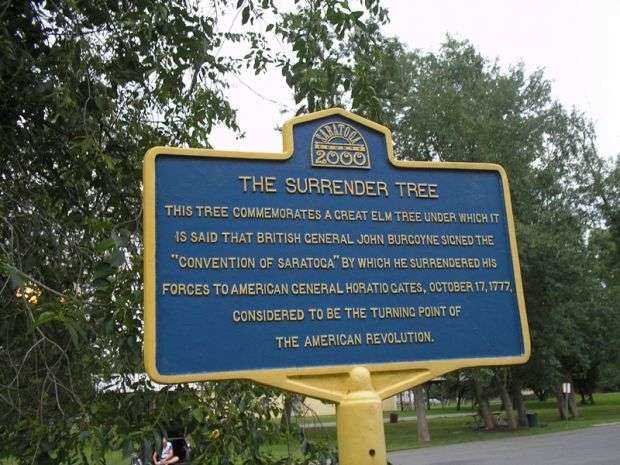 SARATOGA
2000
THE SURRENDER TREE
THIS TREE COMMEMORATES A GREAT ELM TREE UNDER WHICH IT
IS SAID THAT BRITISH GENERAL JOHN BURGOYNE SIGNED THE
"CONVENTION OF SARATOGA" BY WHICH HE SURRENDERED HIS
FORCES TO AMERICAN GENERAL HORATIO GATES, OCTOBER 17, 1777,
CONSIDERED TO BE THE TURNING POINT OF
THE AMERICAN REVOLUTION.